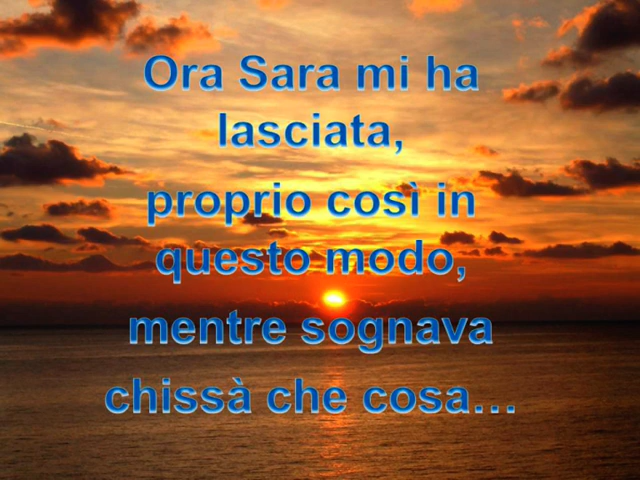 Ora Sara mi ha
lasciata,
proprio così in
questo modo,
mentre sognava
chissà che cosa…